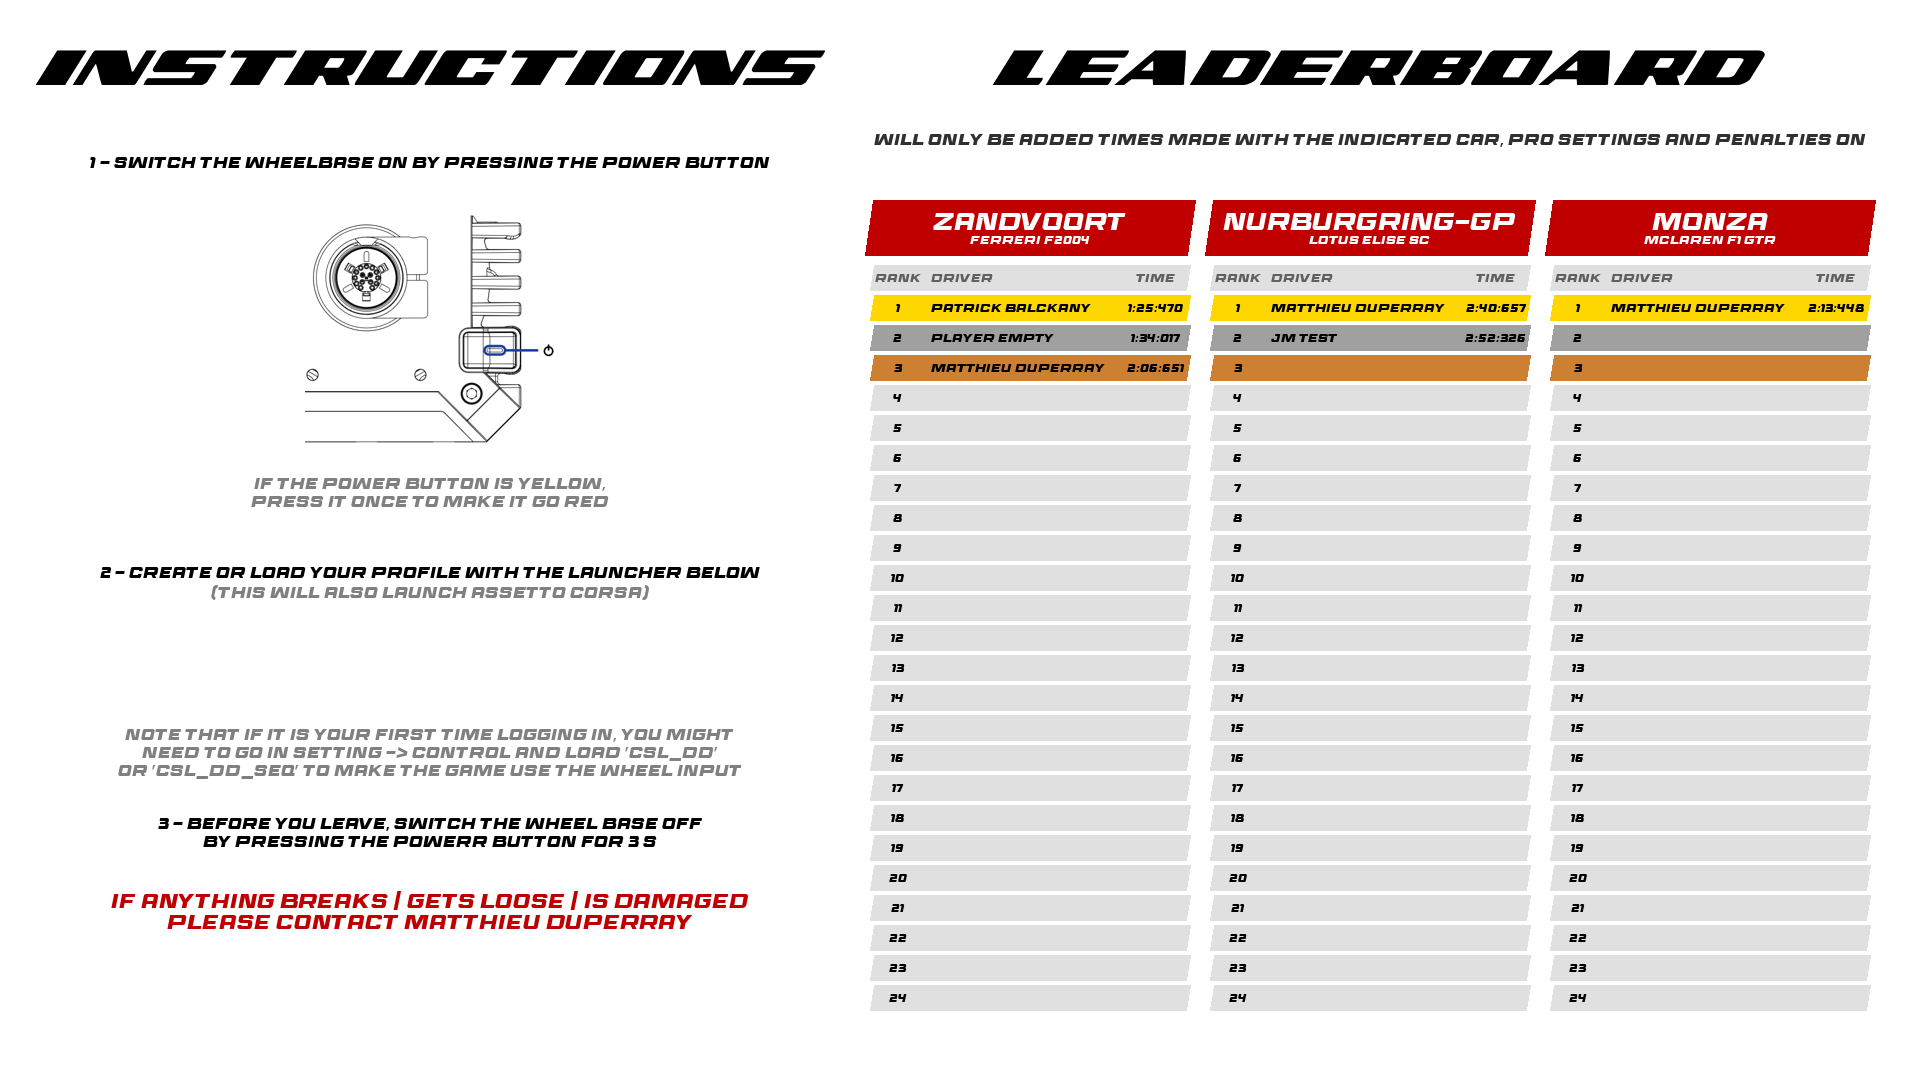 INSTRUCTIONS
1 - SWITCH THE WHEELBASE ON BY PRESSING THE POWER BUTTON
IF THE POWER BUTTON IS YELLOW,
PRESS IT ONCE TO MAKE IT GO RED
2 - CREATE OR LOAD YOUR PROFILE WITH THE LAUNCHER BELOW
(THIS WILL ALSO LAUNCH ASSETTO CORSA)
NOTE THAT IF IT IS YOUR FIRST TIME LOGGING IN, YOU MIGHT
NEED TO GO IN SETTING -> CONTROL AND LOAD 'CSL_DD'
OR 'CSL_DD_SEQ' TO MAKE THE GAME USE THE WHEEL INPUT
3 - BEFORE YOU LEAVE, SWITCH THE WHEEL BASE OFF
BY PRESSING THE POWERR BUTTON FOR 3 S
IF ANYTHING BREAKS / GETS LOOSE / IS DAMAGED
PLEASE CONTACT MATTHIEU DUPERRAY
LEADERBOARD
WILL ONLY BE ADDED TIMES MADE WITH THE INDICATED CAR, PRO SETTINGS AND PENALTIES ON
ZANDVOORT
FERRERI F2004
RANK DRIVER TIME
1 PATRICK BALCKANY 1:25:470
2 PLAYER EMPTY 1:34:017
3 MATTHIEU DUPERRAY 2:06:651
4
5
6
7
8
9
10
11
12
13
14
15
16
17
18
19
20
21
22
23
24
NURBURGRING-GP
LOTUS ELISE SC
RANK DRIVER TIME
1 MATTHIEU DUPERRAY 2:40:657
2 JM TEST 2:52:326
3
4
5
6
7
8
9
10
11
12
13
14
15
16
17
18
19
20
21
22
23
24
MONZA
MCLAREN F1 GTR
RANK DRIVER TIME
1 MATTHIEU DUPERRAY 2:13:448
2
3
4
5
6
7
8
9
10
11
12
13
14
15
16
17
18
19
20
21
22
23
24